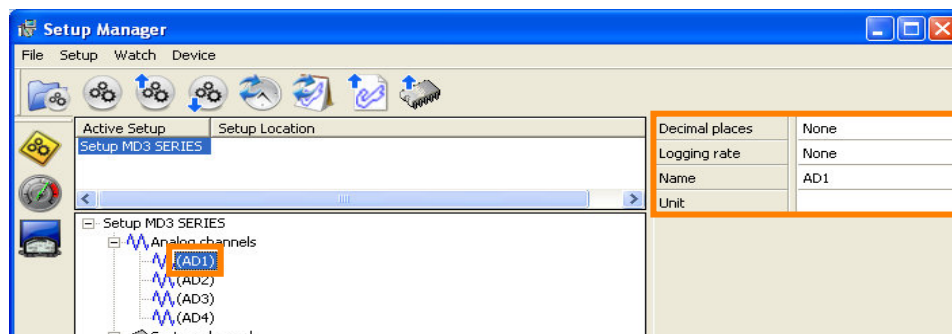 Setup Manager
File Setup Watch Device
Active Setup Setup Location
Setup MD3 SERIES
Decimal places None
Logging rate None
Name AD1
Unit
Setup MD3 SERIES
Analog channels
(AD1)
(AD2)
(AD3)
(AD4)